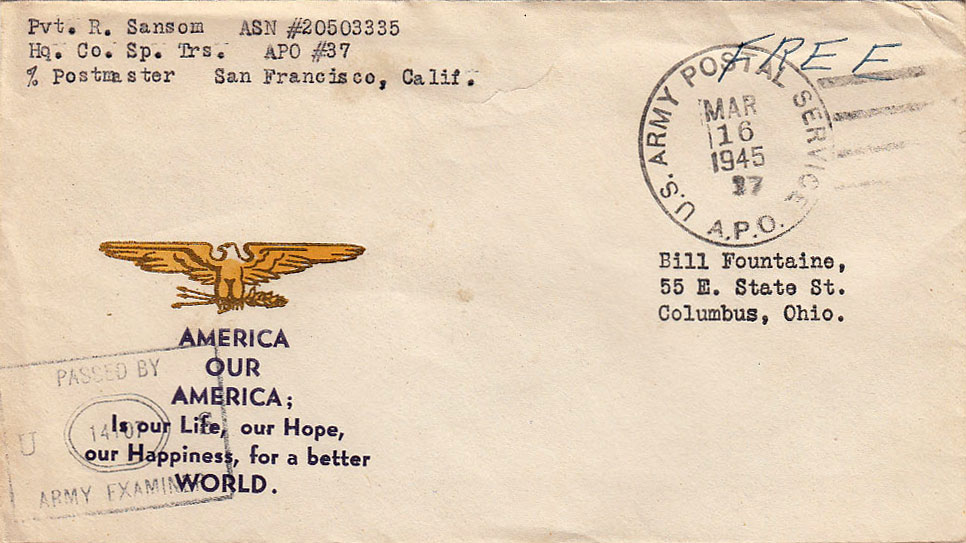 Pvt. R. Sansom ASN #20503335
Hq. Co. Sp. Trs. APO #37
% Postmaster San Francisco, Calif.
FREE
U.S. ARMY POSTAL SERVICE
MAR
16
1945
A.P.O.
Bill Fountaine,
55 E. State St.
Columbus, Ohio.
AMERICA
OUR
AMERICA;
Is our Life, our Hope,
our Happiness, for a better
WORLD.
PASSED BY
U S
ARMY EXAMINER